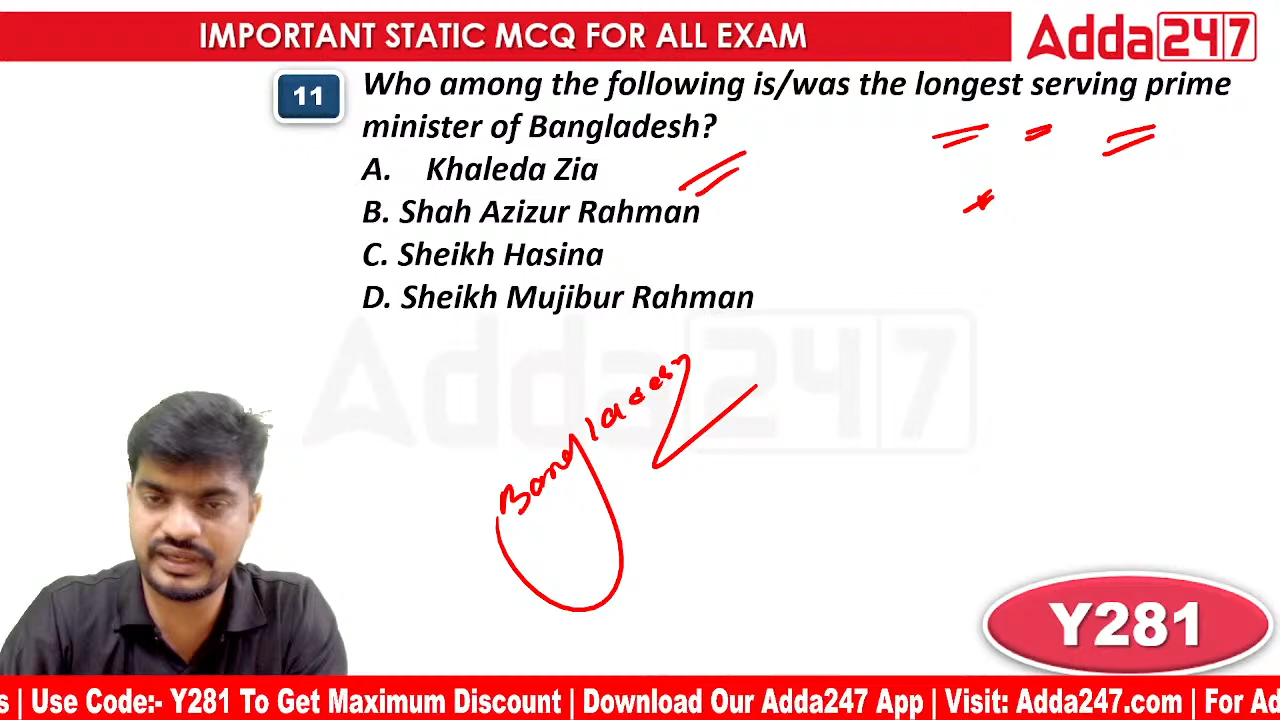 IMPORTANT STATIC MCQ FOR ALL EXAM
Adda247
11
Who among the following is/was the longest serving prime
minister of Bangladesh?
A. Khaleda Zia
B. Shah Azizur Rahman
C. Sheikh Hasina
D. Sheikh Mujibur Rahman
Adda247
Bangladesh
Y281
s | Use Code:- Y281 To Get Maximum Discount | Download Our Adda247 App | Visit: Adda247.com | For Ad